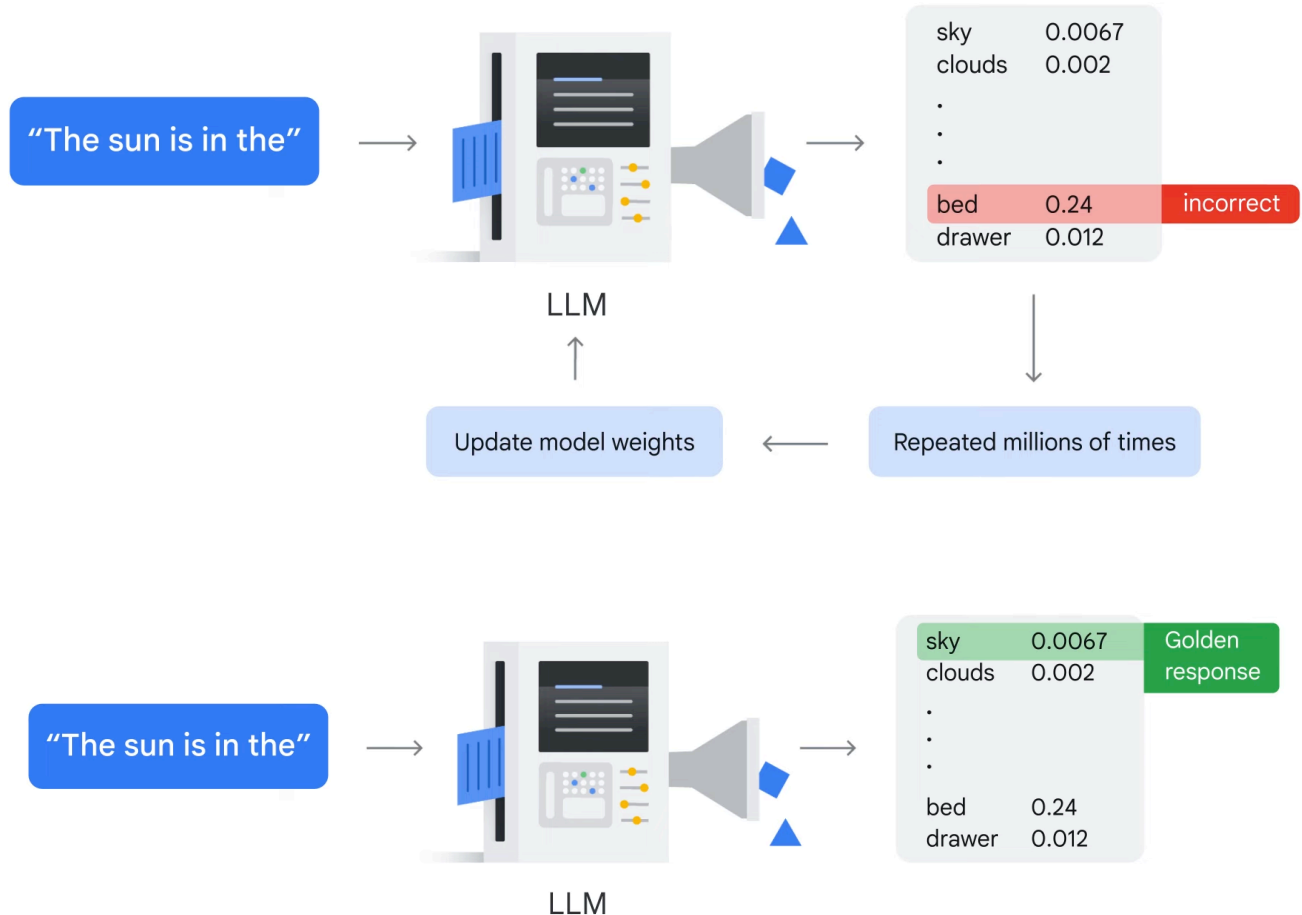 sky 0.0067
clouds 0.002
.
.
.
“The sun is in the”
bed 0.24 incorrect
drawer 0.012
LLM
Update model weights
Repeated millions of times
sky 0.0067 Golden
clouds 0.002 response
.
.
.
“The sun is in the”
bed 0.24
drawer 0.012
LLM